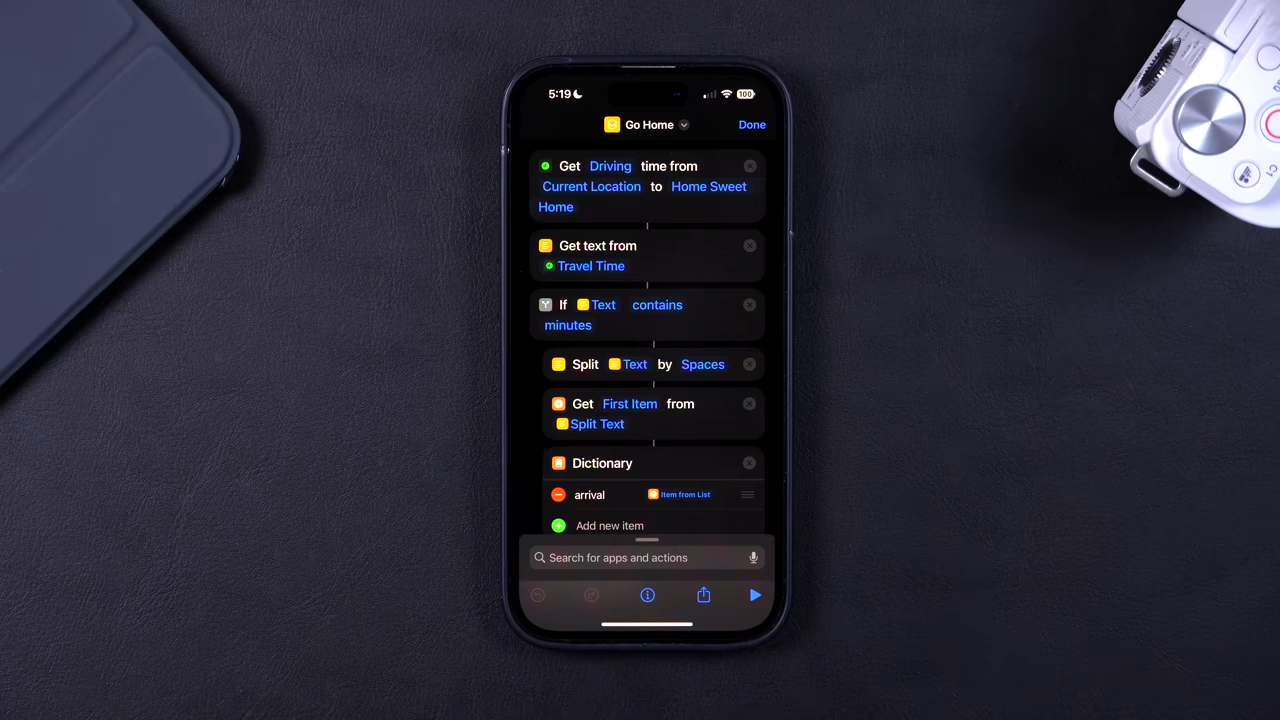 5:19
100
Go Home
Done
Get Driving time from
Current Location to Home Sweet
Home
Get text from
Travel Time
If Text contains
minutes
Split Text by Spaces
Get First Item from
Split Text
Dictionary
arrival Item from List
Add new item
Search for apps and actions